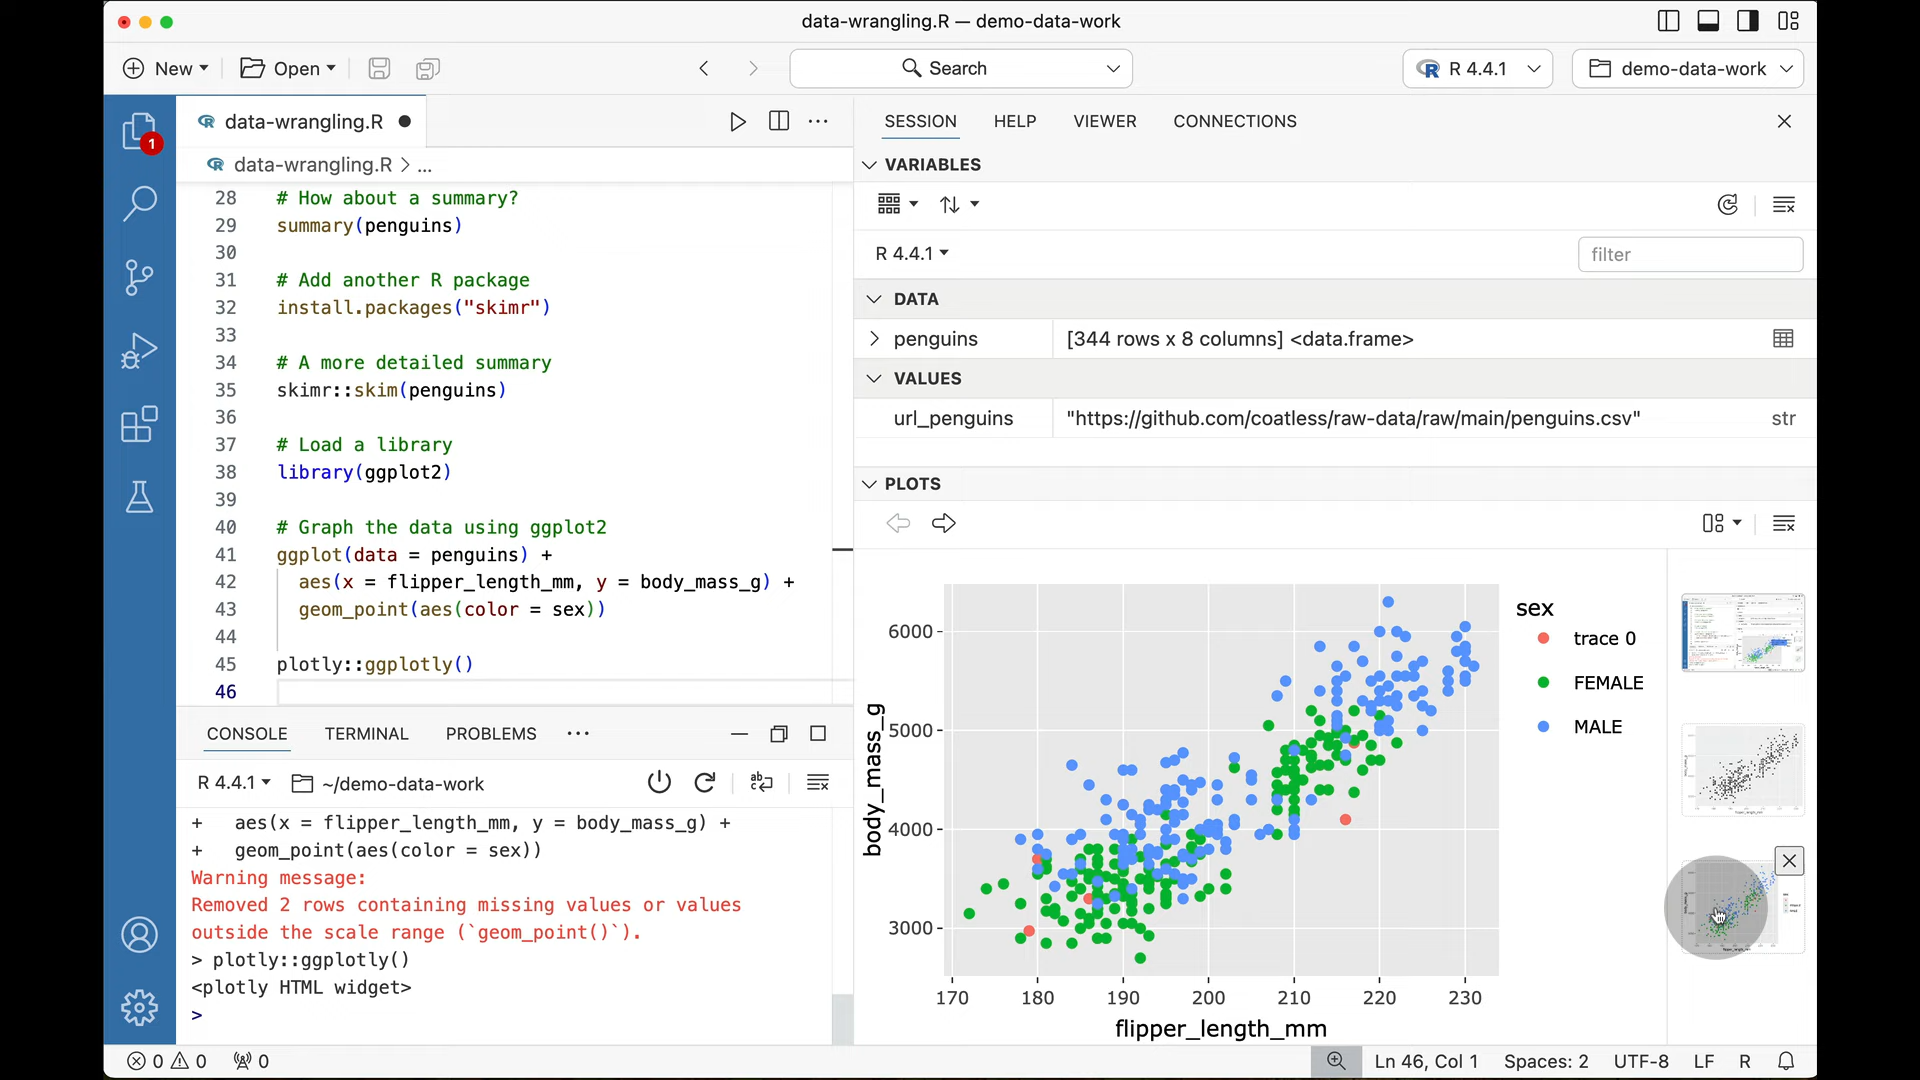 data-wrangling.R — demo-data-work
New
Open
Search
R 4.4.1
demo-data-work
1
data-wrangling.R
data-wrangling.R > ...
28 # How about a summary?
29 summary(penguins)
30
31 # Add another R package
32 install.packages("skimr")
33
34 # A more detailed summary
35 skimr::skim(penguins)
36
37 # Load a library
38 library(ggplot2)
39
40 # Graph the data using ggplot2
41 ggplot(data = penguins) +
42 aes(x = flipper_length_mm, y = body_mass_g) +
43 geom_point(aes(color = sex))
44
45 plotly::ggplotly()
46
CONSOLE TERMINAL PROBLEMS ...
R 4.4.1 ~/demo-data-work
+ aes(x = flipper_length_mm, y = body_mass_g) +
+ geom_point(aes(color = sex))
Warning message:
Removed 2 rows containing missing values or values
outside the scale range (`geom_point()`).
> plotly::ggplotly()
<plotly HTML widget>
>
SESSION HELP VIEWER CONNECTIONS
VARIABLES
R 4.4.1
filter
DATA
penguins [344 rows x 8 columns] <data.frame>
VALUES
url_penguins "https://github.com/coatless/raw-data/raw/main/penguins.csv" str
PLOTS
sex
trace 0
FEMALE
MALE
6000
5000
4000
3000
body_mass_g
170 180 190 200 210 220 230
flipper_length_mm
0 0 0
Ln 46, Col 1 Spaces: 2 UTF-8 LF R